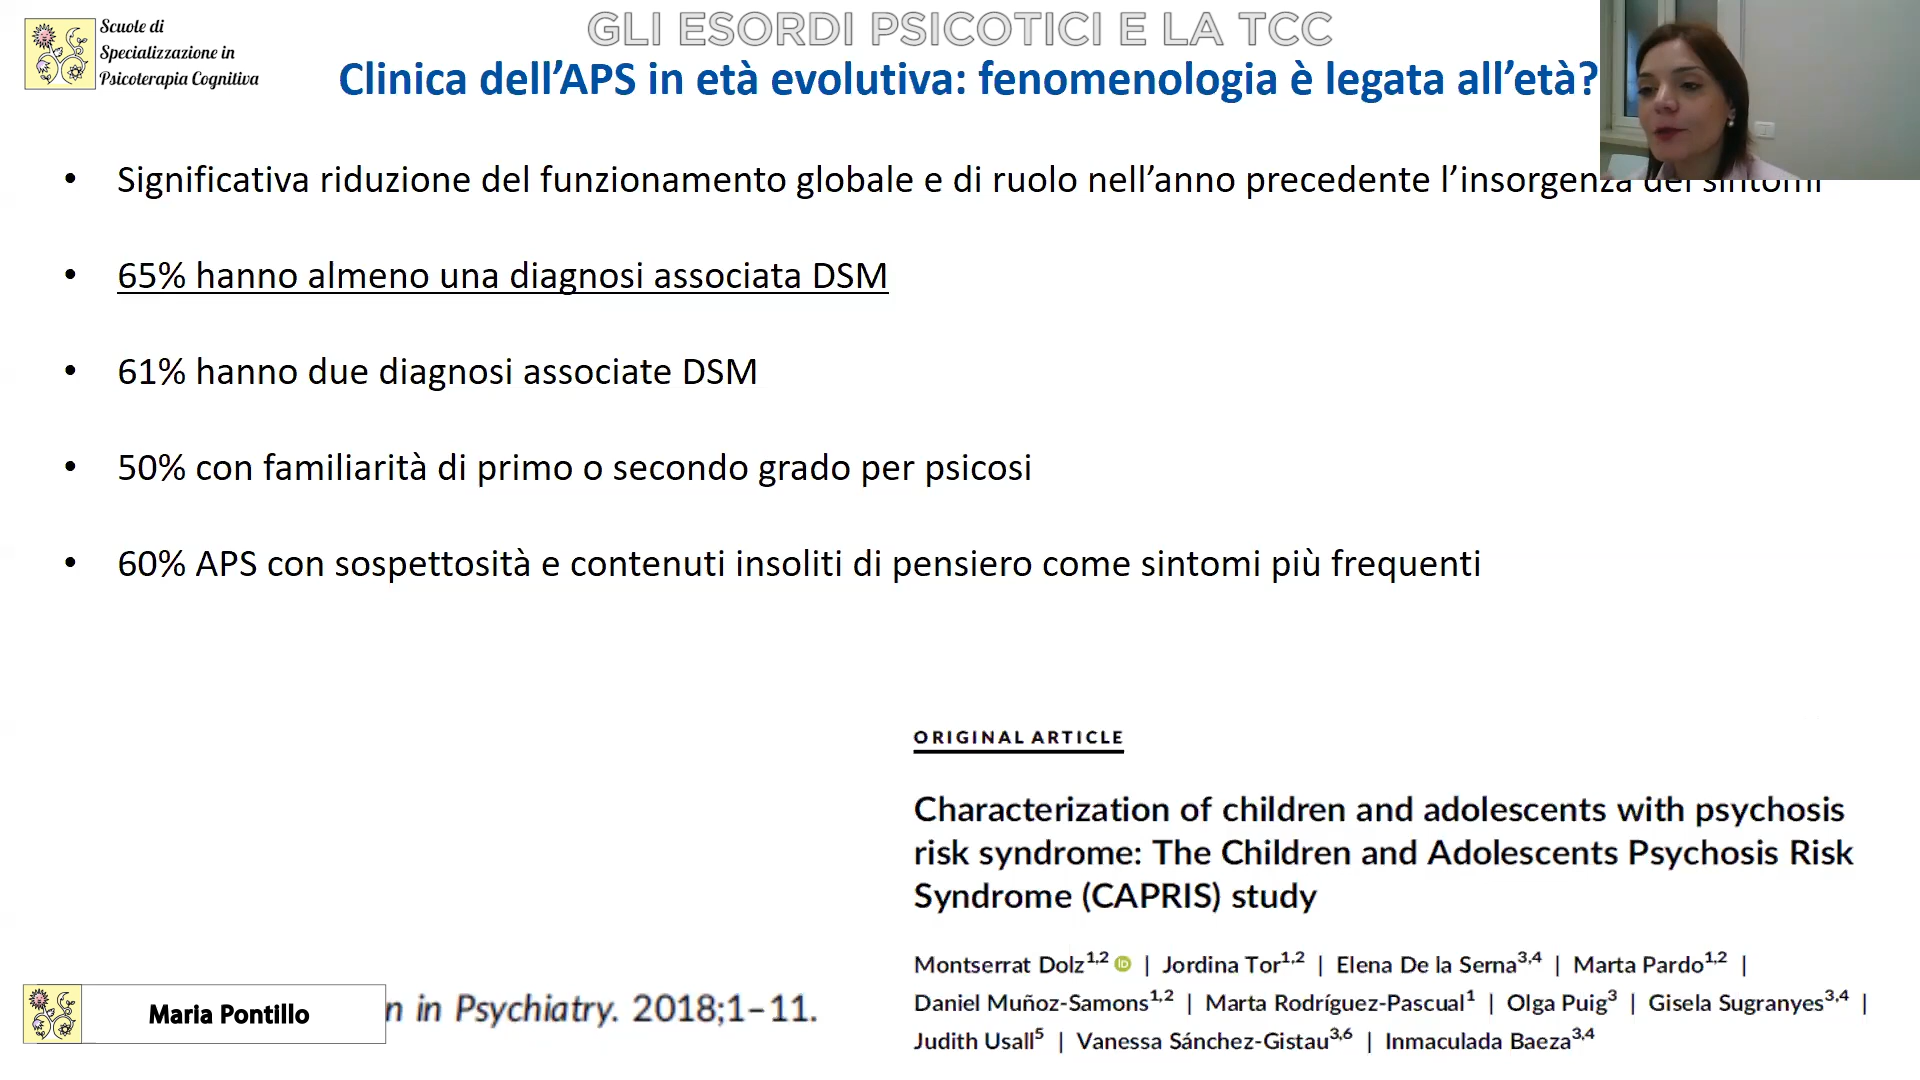 Scuole di
Specializzazione in
Psicoterapia Cognitiva
GLI ESORDI PSICOTICI E LA TCC
Clinica dell’APS in età evolutiva: fenomenologia è legata all’età?
• Significativa riduzione del funzionamento globale e di ruolo nell’anno precedente l’insorgenza dei sintomi
• 65% hanno almeno una diagnosi associata DSM
• 61% hanno due diagnosi associate DSM
• 50% con familiarità di primo o secondo grado per psicosi
• 60% APS con sospettosità e contenuti insoliti di pensiero come sintomi più frequenti
ORIGINAL ARTICLE
Characterization of children and adolescents with psychosis
risk syndrome: The Children and Adolescents Psychosis Risk
Syndrome (CAPRIS) study
Montserrat Dolz1,2 iD | Jordina Tor1,2 | Elena De la Serna3,4 | Marta Pardo1,2 |
Daniel Muñoz-Samons1,2 | Marta Rodríguez-Pascual1 | Olga Puig3 | Gisela Sugranyes3,4 |
Judith Usall5 | Vanessa Sánchez-Gistau3,6 | Inmaculada Baeza3,4
Maria Pontillo
n in Psychiatry. 2018;1–11.